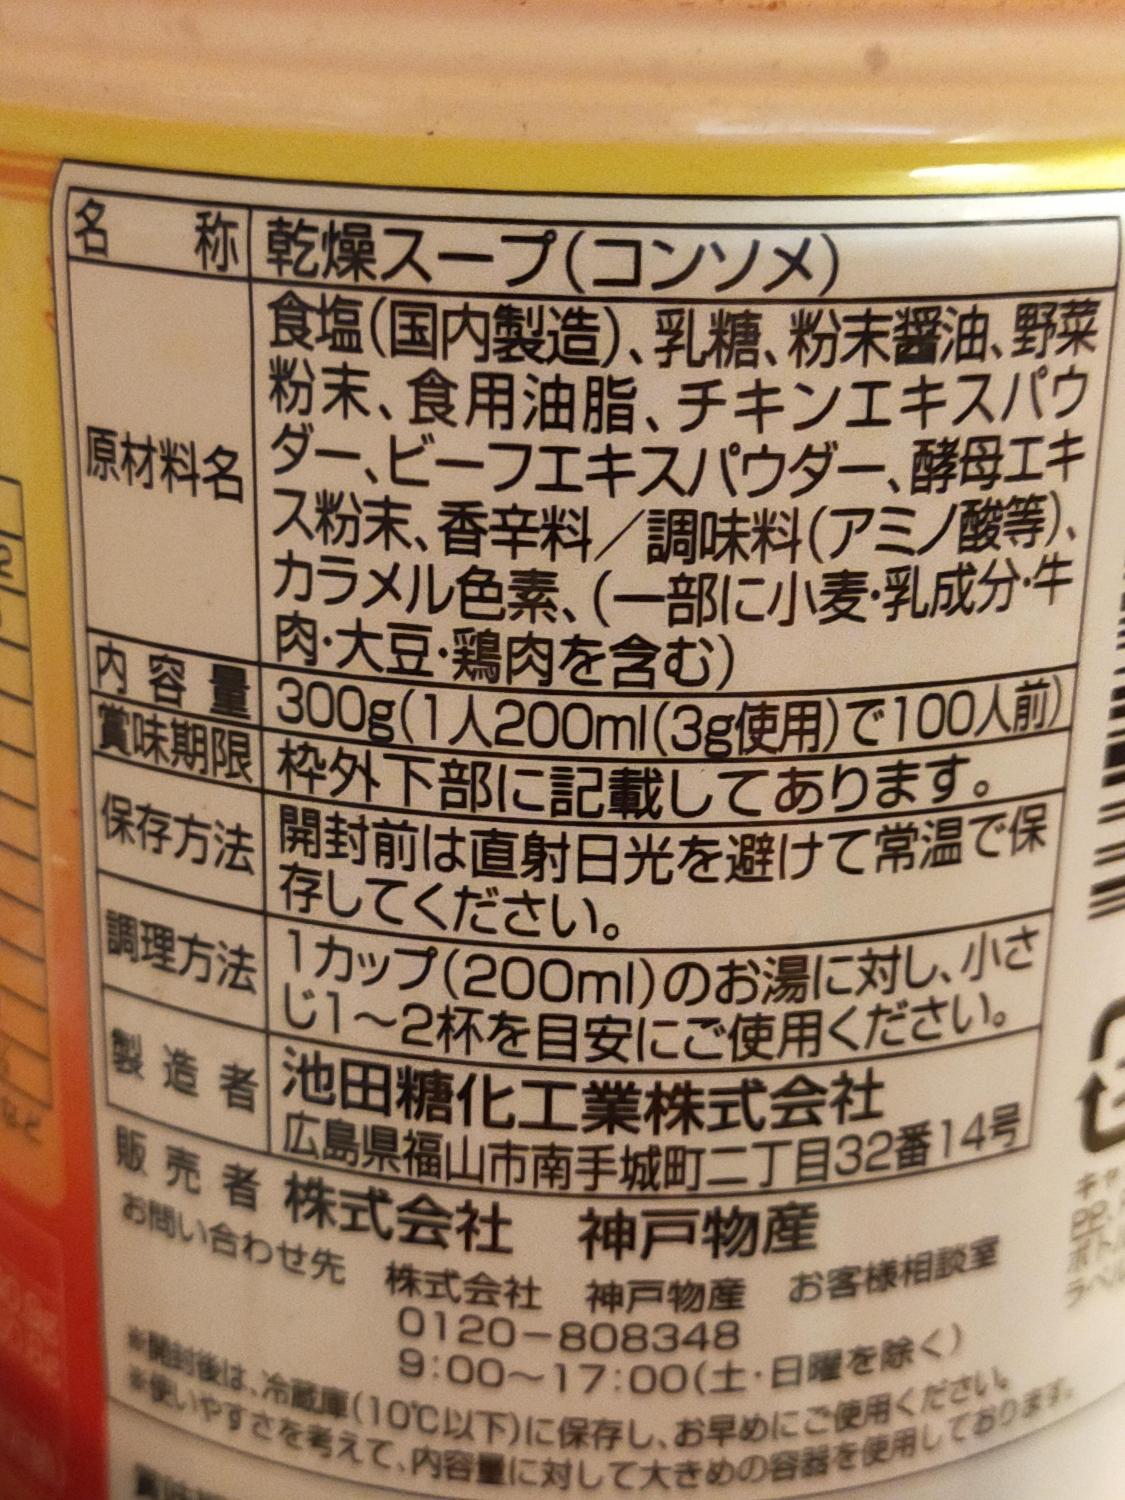 名称 乾燥スープ(コンソメ)
原材料名 食塩(国内製造)、乳糖、粉末醤油、野菜
粉末、食用油脂、チキンエキスパウ
ダー、ビーフエキスパウダー、酵母エキ
ス粉末、香辛料/調味料(アミノ酸等)、
カラメル色素、(一部に小麦・乳成分・牛
肉・大豆・鶏肉を含む)
内容量 300g(1人200ml(3g使用)で100人前)
賞味期限 枠外下部に記載してあります。
保存方法 開封前は直射日光を避けて常温で保
存してください。
調理方法 1カップ(200ml)のお湯に対し、小さ
じ1〜2杯を目安にご使用ください。
製造者 池田糖化工業株式会社
広島県福山市南手城町二丁目32番14号
販売者 株式会社 神戸物産
お問い合わせ先 株式会社 神戸物産 お客様相談室
0120-808348
9:00〜17:00(土・日曜を除く)
※開封後は、冷蔵庫(10℃以下)に保存し、お早めにご使用ください。
※使いやすさを考えて、内容量に対して大きめの容器を使用しております。
など
キャ
PP、
ボトル
ラベル